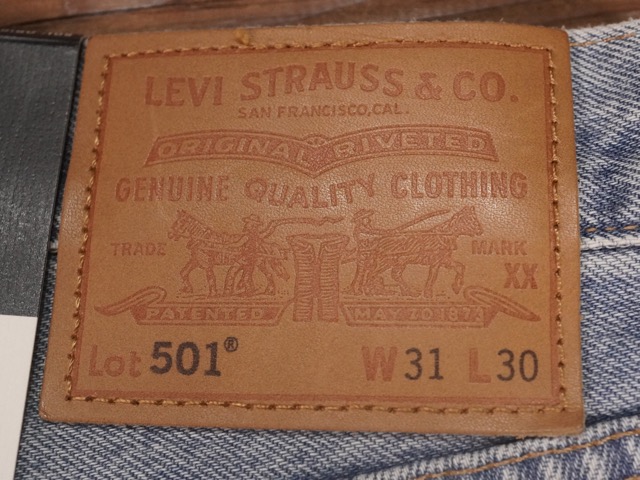 LEVI STRAUSS & CO.
SAN FRANCISCO, CAL.
ORIGINAL RIVETED
GENUINE QUALITY CLOTHING
TRADE MARK
XX
PATENTED MAY 20 1873
Lot 501® W 31 L 30